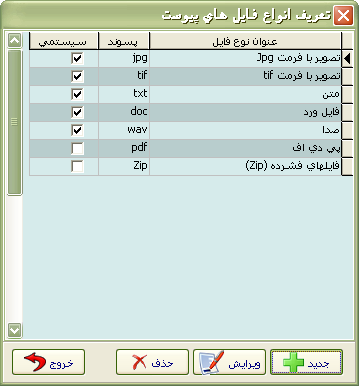 تعريف انواع فايل هاي پيوست
عنوان نوع فايل پسوند سيستمي
تصوير با فرمت Jpg jpg
تصوير با فرمت tif tif
متن txt
فايل ورد doc
صدا wav
پي دي اف pdf
فايلهاي فشرده (Zip) Zip
جديد ويرايش حذف خروج